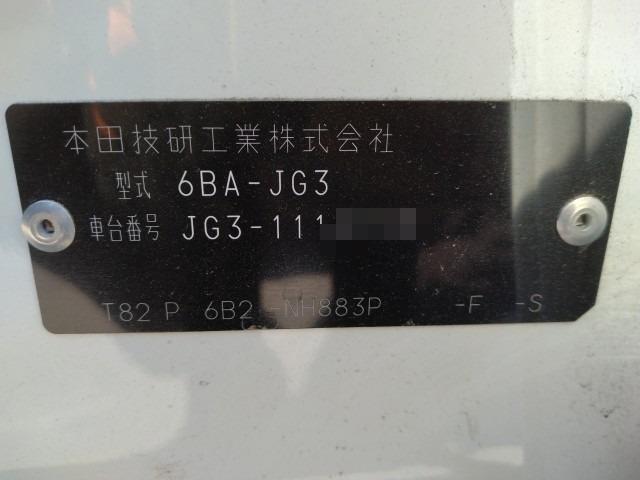 本田技研工業株式会社
型式 6BA-JG3
車台番号 JG3-111
T82 P 6B2 -NH883P -F -S